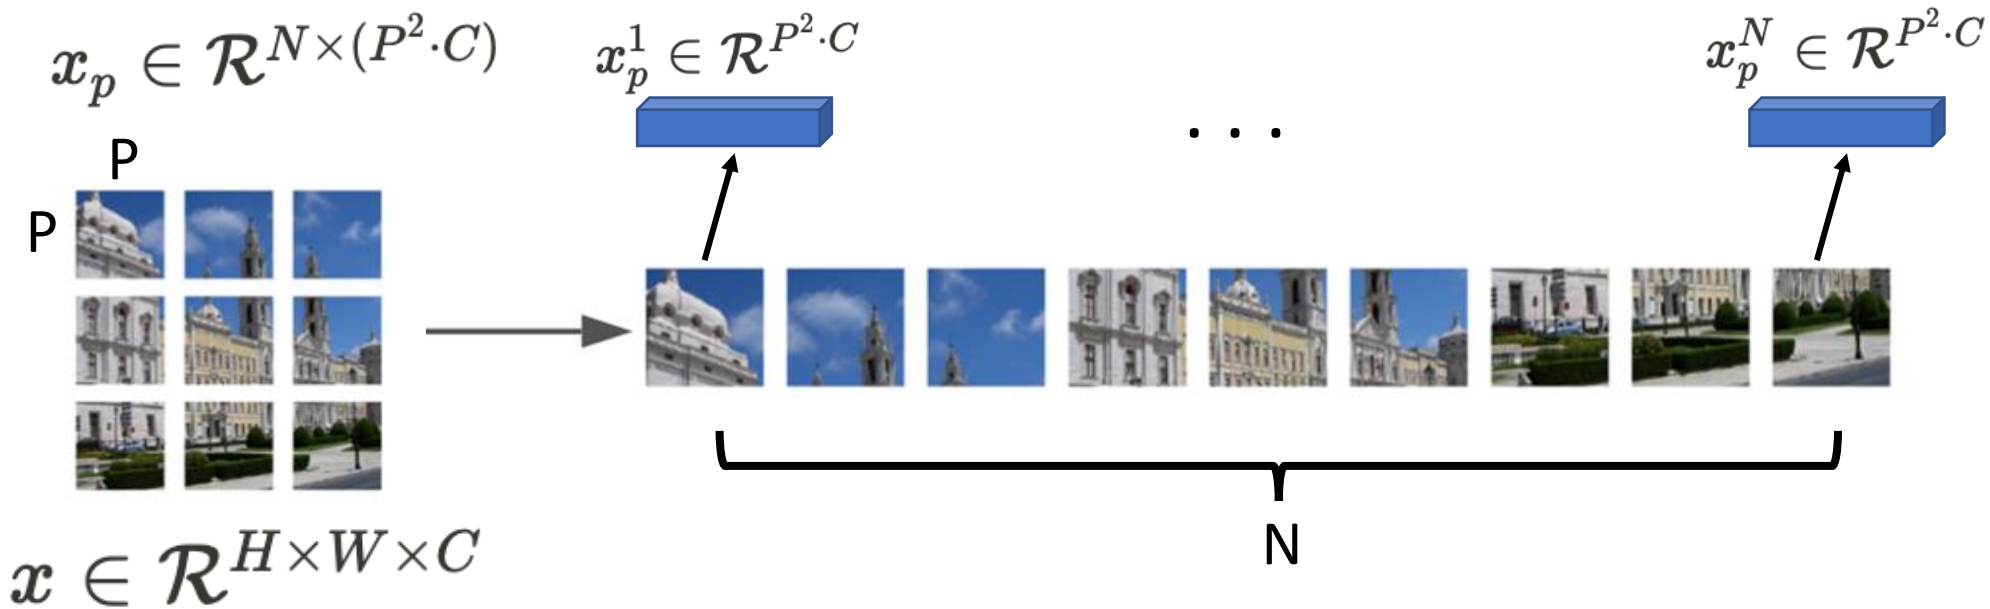 x_p ∈ ℛ^{N×(P²·C)}
x_p^1 ∈ ℛ^{P²·C}
x_p^N ∈ ℛ^{P²·C}
. . .
P
P
N
x ∈ ℛ^{H×W×C}